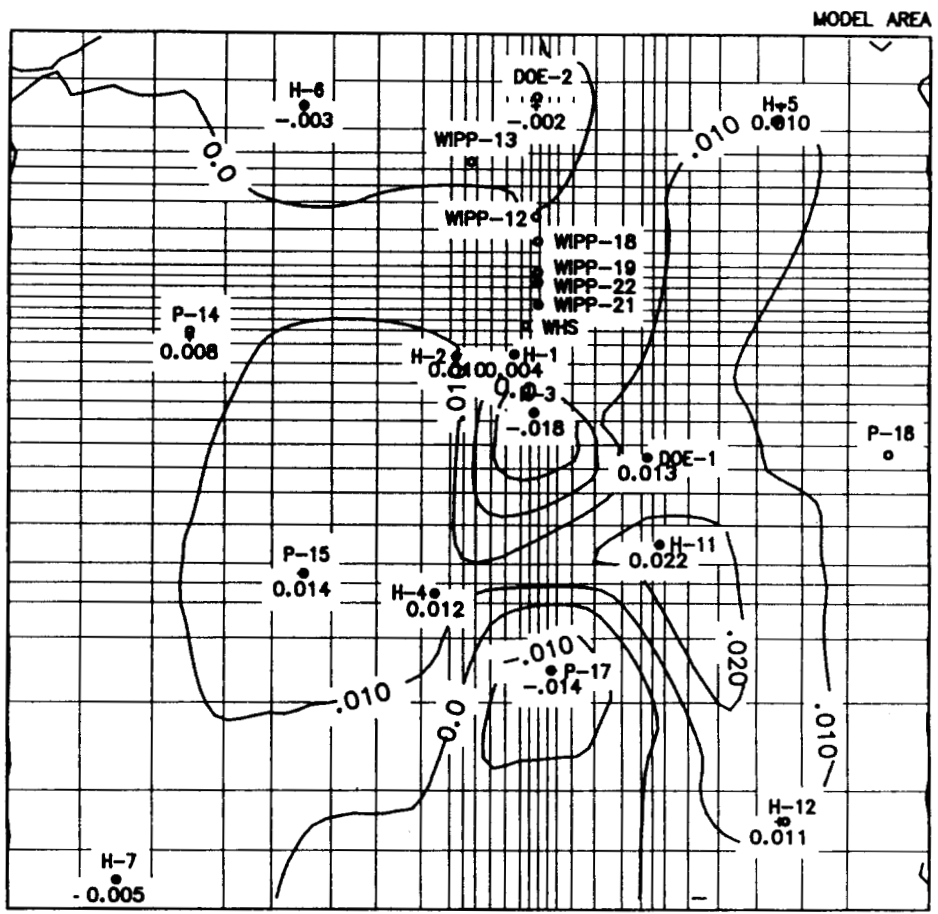 MODEL AREA
DOE-2
-.002
H-6
-.003
H-5
0.010
.010
WIPP-13
0.0
WIPP-12
WIPP-18
WIPP-19
WIPP-22
WIPP-21
WHS
P-14
0.008
H-2
H-1
0.004
-.018
P-18
DOE-1
0.013
H-11
0.022
P-15
0.014
H-4
0.012
-.010
P-17
-.014
.020
.010
0.0
.010
H-12
0.011
H-7
-0.005